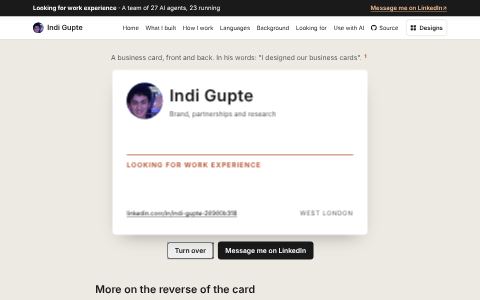 Looking for work experience · A team of 27 AI agents, 23 running
Message me on LinkedIn↗
Indi Gupte
Home What I built How I work Languages Background Looking for Use with AI Source Designs
A business card, front and back. In his words: "I designed our business cards". 1
Indi Gupte
Brand, partnerships and research
LOOKING FOR WORK EXPERIENCE
WEST LONDON
Turn over
Message me on LinkedIn
More on the reverse of the card